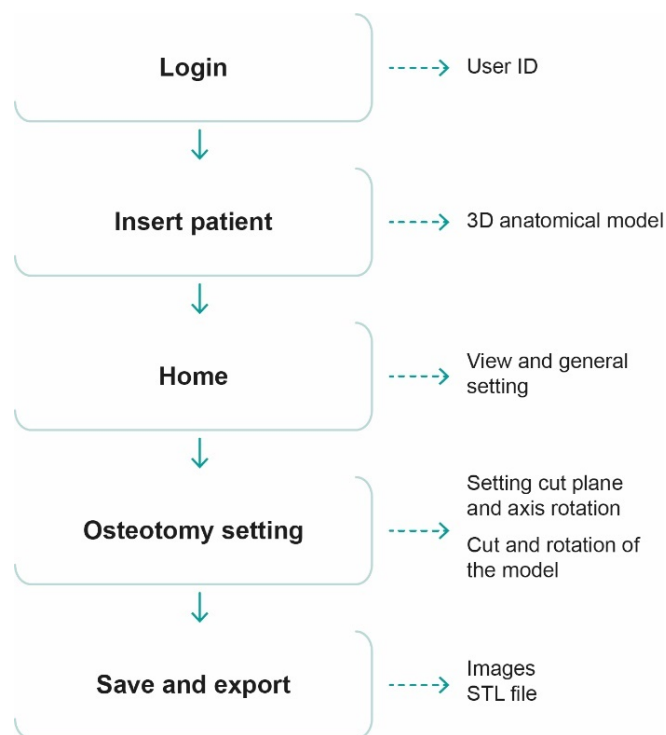 Login
User ID
Insert patient
3D anatomical model
Home
View and general
setting
Osteotomy setting
Setting cut plane
and axis rotation
Cut and rotation of
the model
Save and export
Images
STL file